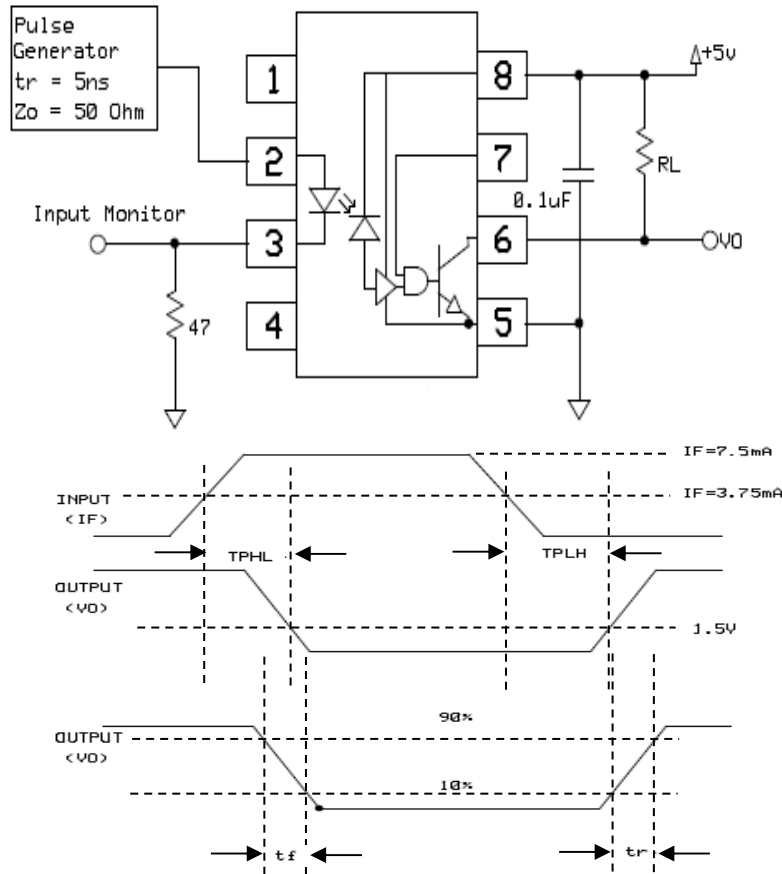 Pulse
Generator
tr = 5ns
Zo = 50 Ohm
+5v
1
8
2
7
RL
0.1uF
Input Monitor
3
6
VO
47
4
5
IF=7.5mA
INPUT
(IF)
IF=3.75mA
TPHL
TPLH
OUTPUT
(VO)
1.5V
90%
OUTPUT
(VO)
10%
tf
tr